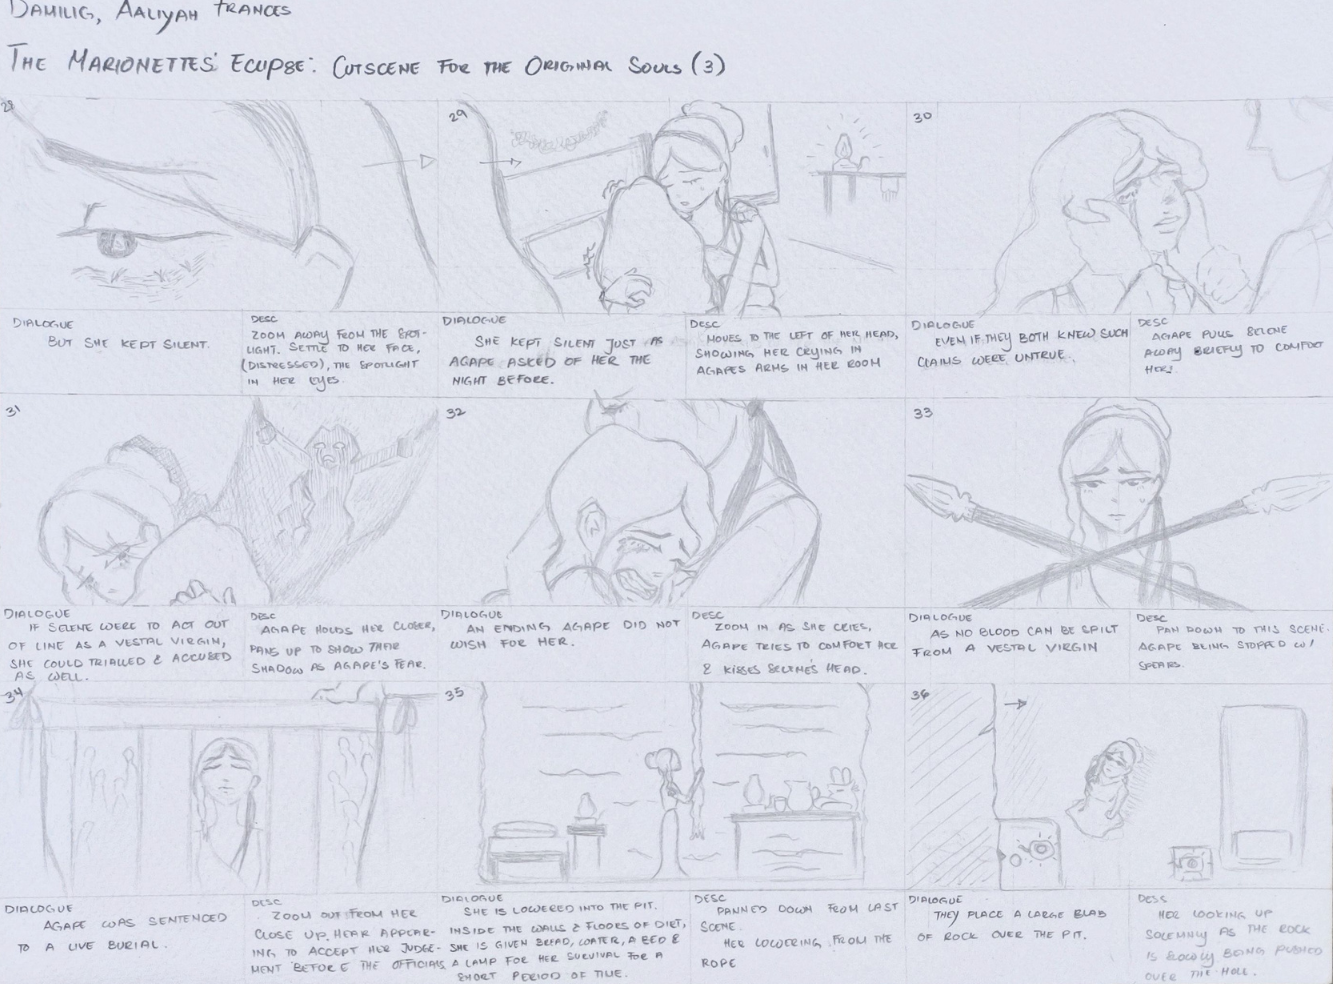 DAMILIG, AALIYAH FRANCES
THE MARIONETTES' ECLIPSE: CUTSCENE FOR THE ORIGINAL SOULS (3)
28
DIALOGUE
BUT SHE KEPT SILENT.
DESC
ZOOM AWAY FROM THE SPOT-
LIGHT. SETTLE TO HER FACE,
(DISTRESSED), THE SPOTLIGHT
IN HER EYES.
29
DIALOGUE
SHE KEPT SILENT JUST AS
AGAPE ASKED OF HER THE
NIGHT BEFORE.
DESC
MOVES TO THE LEFT OF HER HEAD,
SHOWING HER CRYING IN
AGAPES ARMS IN HER ROOM
30
DIALOGUE
EVEN IF THEY BOTH KNEW SUCH
CLAIMS WERE UNTRUE.
DESC
AGAPE PULLS SELENE
AWAY BRIEFLY TO COMFORT
HER.
31
DIALOGUE
IF SELENE WERE TO ACT OUT
OF LINE AS A VESTAL VIRGIN,
SHE COULD TRIALLED & ACCUSED
AS WELL.
DESC
AGAPE HOLDS HER CLOSER,
PANS UP TO SHOW THEIR
SHADOW AS AGAPE'S FEAR.
32
DIALOGUE
AN ENDING AGAPE DID NOT
WISH FOR HER.
DESC
ZOOM IN AS SHE CRIES,
AGAPE TRIES TO COMFORT HER
& KISSES SELENE'S HEAD.
33
DIALOGUE
AS NO BLOOD CAN BE SPILT
FROM A VESTAL VIRGIN
DESC
PAN DOWN TO THIS SCENE.
AGAPE BEING STOPPED W/
SPEARS.
34
DIALOGUE
AGAPE WAS SENTENCED
TO A LIVE BURIAL.
DESC
ZOOM OUT FROM HER
CLOSE UP. HEAR APPEAR-
ING TO ACCEPT HER JUDGE-
MENT BEFORE THE OFFICIALS
35
DIALOGUE
SHE IS LOWERED INTO THE PIT.
INSIDE THE WALLS & FLOORS OF DIRT,
SHE IS GIVEN BREAD, WATER, A BED &
A LAMP FOR HER SURVIVAL FOR A
SHORT PERIOD OF TIME.
DESC
PANNED DOWN FROM LAST
SCENE.
HER LOWERING FROM THE
ROPE
36
DIALOGUE
THEY PLACE A LARGE SLAB
OF ROCK OVER THE PIT.
DESC
HER LOOKING UP
SOLEMNLY AS THE ROCK
IS SLOWLY BEING PUSHED
OVER THE HOLE.